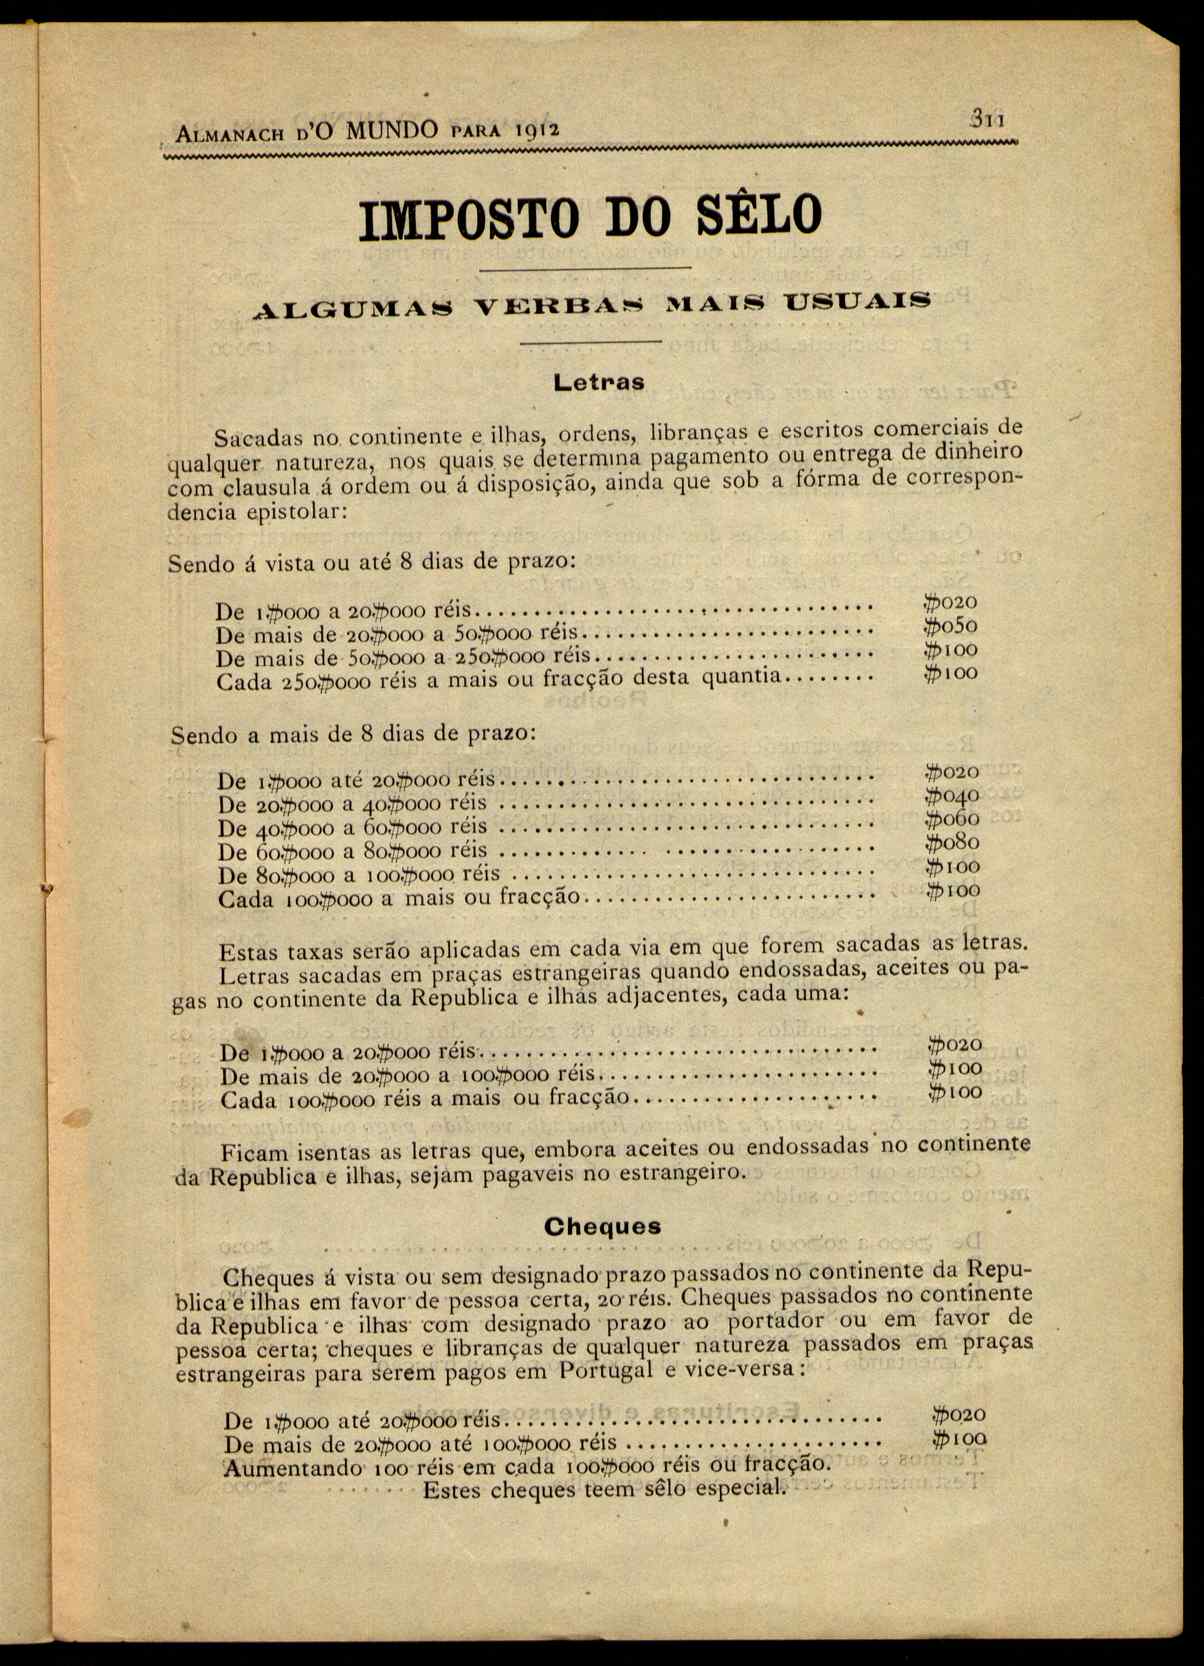 ALMANACH D'O MUNDO PARA 1912 311
IMPOSTO DO SÊLO
ALGUMAS VERBAS MAIS USUAIS
Letras
Sacadas no continente e ilhas, ordens, libranças e escritos comerciais de
qualquer natureza, nos quais se determina pagamento ou entrega de dinheiro
com clausula á ordem ou á disposição, ainda que sob a fórma de correspon-
dencia epistolar:
Sendo á vista ou até 8 dias de prazo:
De 1$000 a 20$000 réis.................................. $020
De mais de 20$000 a 50$000 réis......................... $050
De mais de 50$000 a 250$000 réis........................ $100
Cada 250$000 réis a mais ou fracção desta quantia........ $100
Sendo a mais de 8 dias de prazo:
De 1$000 até 20$000 réis................................ $020
De 20$000 a 40$000 réis ................................ $040
De 40$000 a 60$000 réis ................................ $060
De 60$000 a 80$000 réis ................................ $080
De 80$000 a 100$000 réis ............................... $100
Cada 100$000 a mais ou fracção......................... $100
Estas taxas serão aplicadas em cada via em que forem sacadas as letras.
Letras sacadas em praças estrangeiras quando endossadas, aceites ou pa-
gas no continente da Republica e ilhas adjacentes, cada uma:
De 1$000 a 20$000 réis.................................. $020
De mais de 20$000 a 100$000 réis........................ $100
Cada 100$000 réis a mais ou fracção..................... $100
Ficam isentas as letras que, embora aceites ou endossadas no continente
da Republica e ilhas, sejam pagaveis no estrangeiro.
Cheques
Cheques á vista ou sem designado prazo passados no continente da Repu-
blica e ilhas em favor de pessoa certa, 20 réis. Cheques passados no continente
da Republica e ilhas com designado prazo ao portador ou em favor de
pessoa certa; cheques e libranças de qualquer natureza passados em praças
estrangeiras para serem pagos em Portugal e vice-versa:
De 1$000 até 20$000 réis................................ $020
De mais de 20$000 até 100$000 réis ...................... $100
Aumentando 100 réis em cada 100$000 réis ou fracção.
Estes cheques teem sêlo especial.